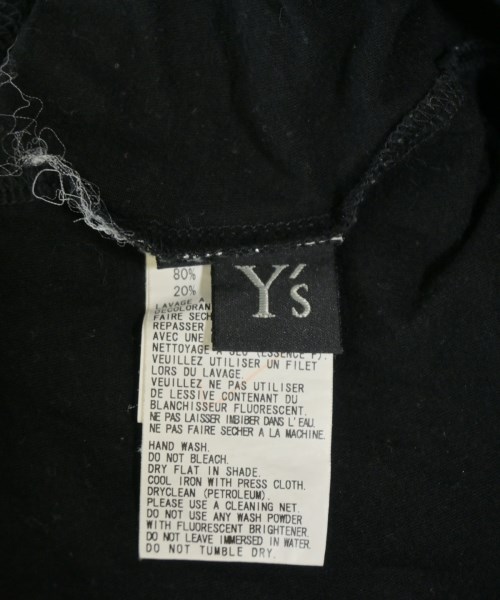 80%
20%
Y's
LAVAGE A
DECOLORAN
FAIRE SECH
REPASSER
AVEC UNE
NETTOYAGE A SEC (ESSENCE P).
VEUILLEZ UTILISER UN FILET
LORS DU LAVAGE.
VEUILLEZ NE PAS UTILISER
DE LESSIVE CONTENANT DU
BLANCHISSEUR FLUORESCENT.
NE PAS LAISSER IMBIBER DANS L'EAU.
NE PAS FAIRE SECHER A LA MACHINE.
HAND WASH.
DO NOT BLEACH.
DRY FLAT IN SHADE.
COOL IRON WITH PRESS CLOTH.
DRYCLEAN (PETROLEUM).
PLEASE USE A CLEANING NET.
DO NOT USE ANY WASH POWDER
WITH FLUORESCENT BRIGHTENER.
DO NOT LEAVE IMMERSED IN WATER.
DO NOT TUMBLE DRY.